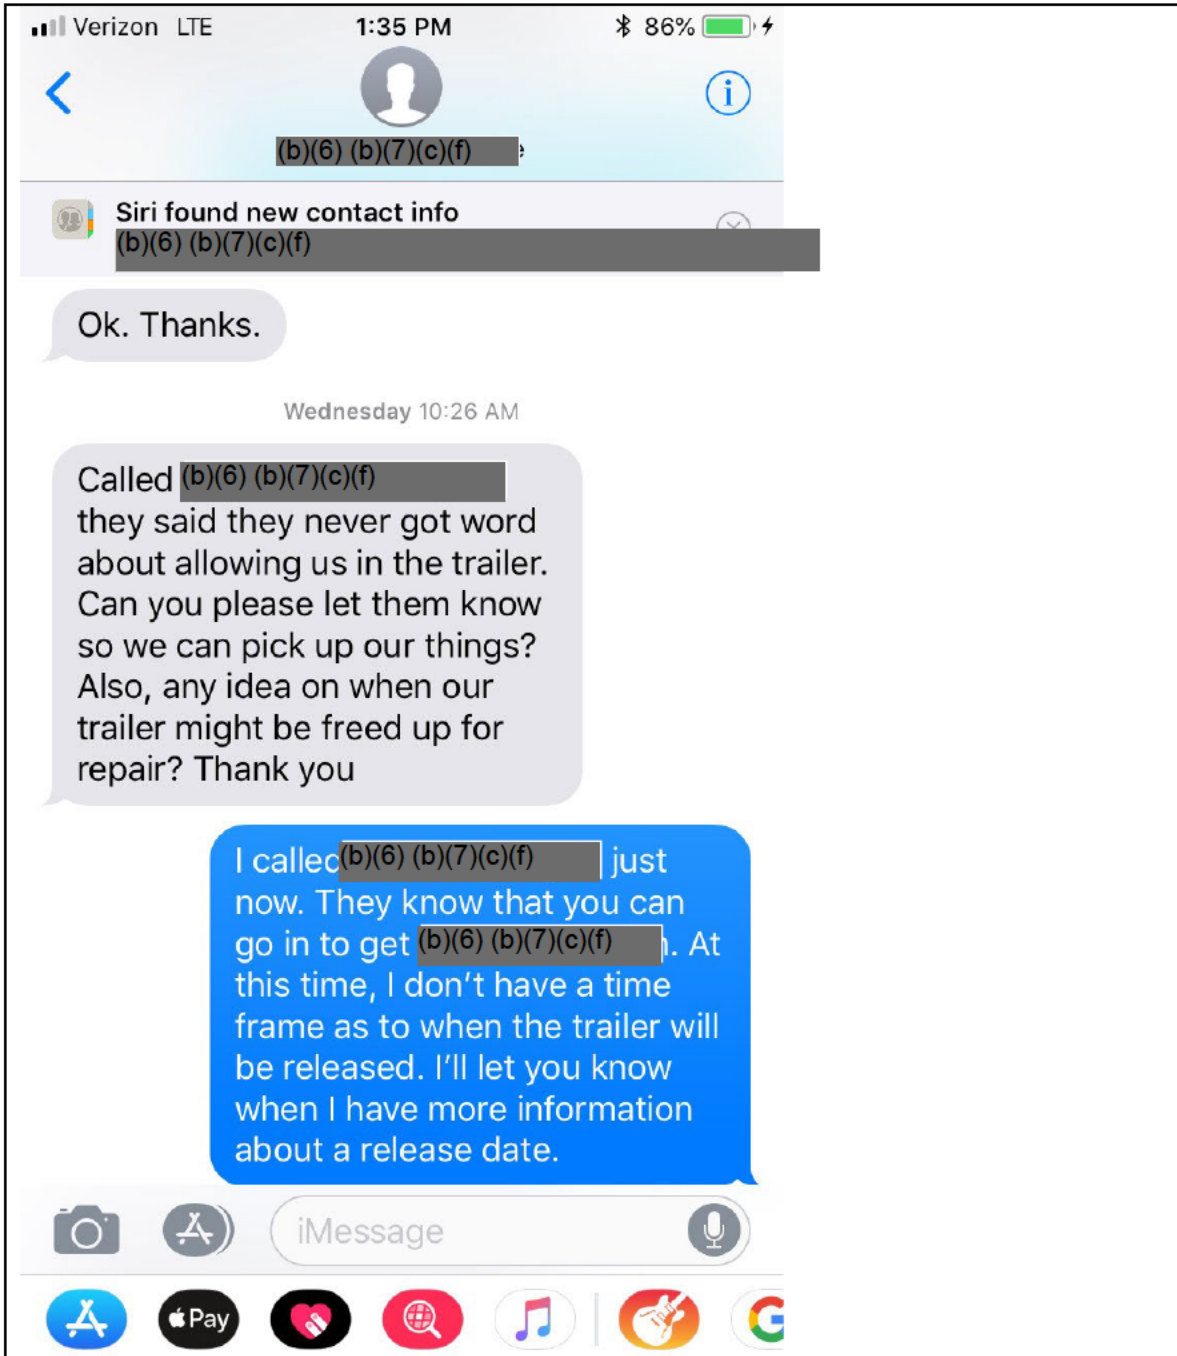 Verizon LTE 1:35 PM 86%
(b)(6) (b)(7)(c)(f)
Siri found new contact info
(b)(6) (b)(7)(c)(f)
Ok. Thanks.
Wednesday 10:26 AM
Called (b)(6) (b)(7)(c)(f)
they said they never got word
about allowing us in the trailer.
Can you please let them know
so we can pick up our things?
Also, any idea on when our
trailer might be freed up for
repair? Thank you
I called (b)(6) (b)(7)(c)(f) just
now. They know that you can
go in to get (b)(6) (b)(7)(c)(f). At
this time, I don't have a time
frame as to when the trailer will
be released. I'll let you know
when I have more information
about a release date.
iMessage
Pay